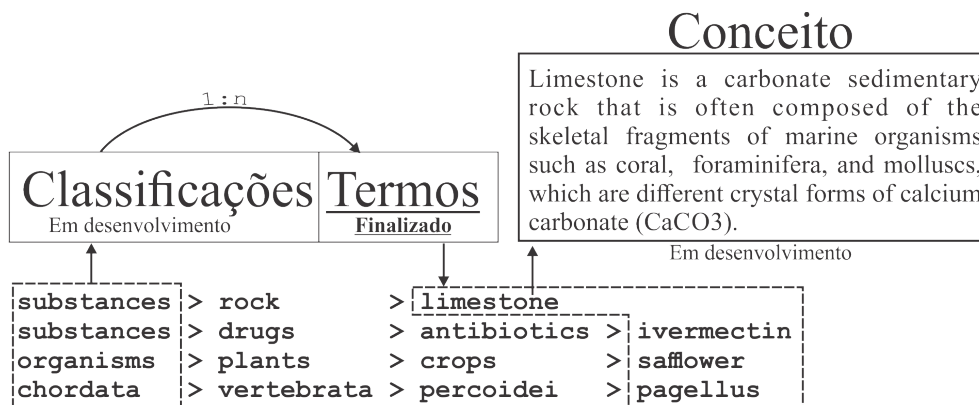 Conceito
Limestone is a carbonate sedimentary
rock that is often composed of the
skeletal fragments of marine organisms
such as coral, foraminifera, and molluscs,
which are different crystal forms of calcium
carbonate (CaCO3).
Em desenvolvimento
1:n
Classificações Termos
Em desenvolvimento Finalizado
substances > rock > limestone
substances > drugs > antibiotics > ivermectin
organisms > plants > crops > safflower
chordata > vertebrata > percoidei > pagellus